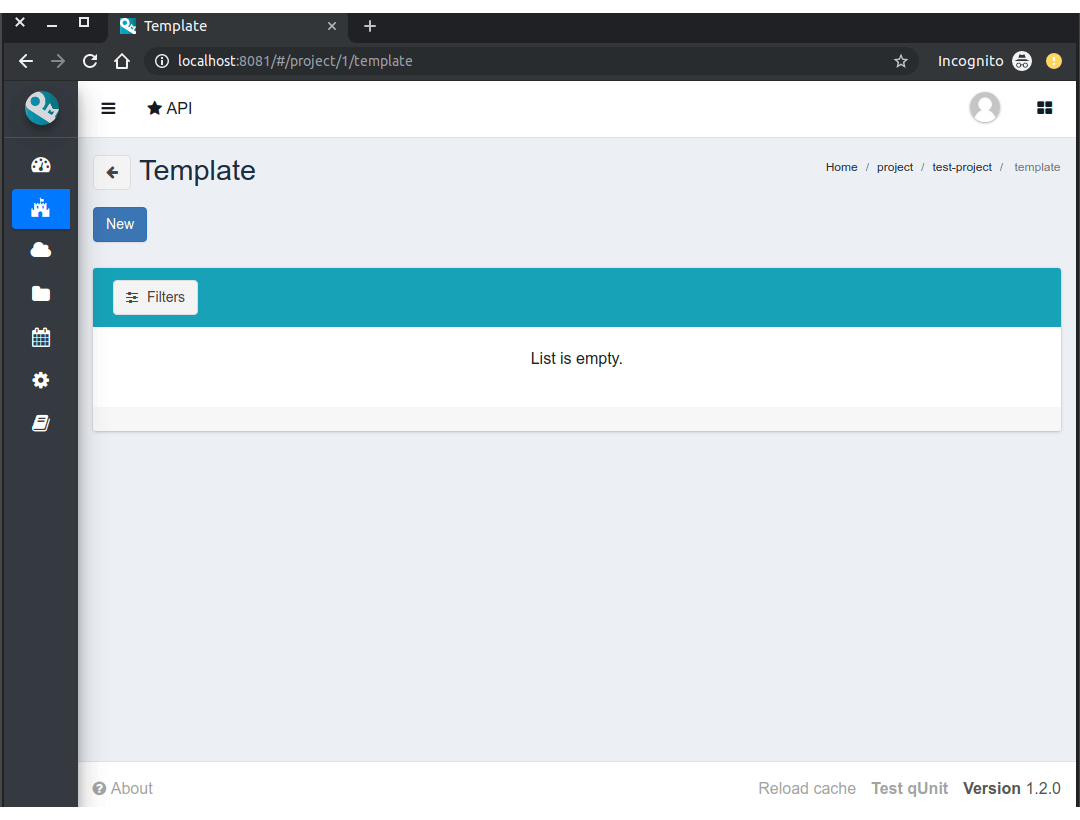 Template
localhost:8081/#/project/1/template
Incognito
API
Template
Home / project / test-project / template
New
Filters
List is empty.
About
Reload cache Test qUnit Version 1.2.0